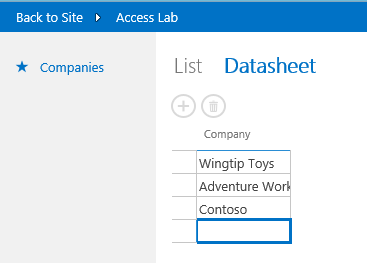 Back to Site Access Lab
Companies
List Datasheet
Company
Wingtip Toys
Adventure Work
Contoso